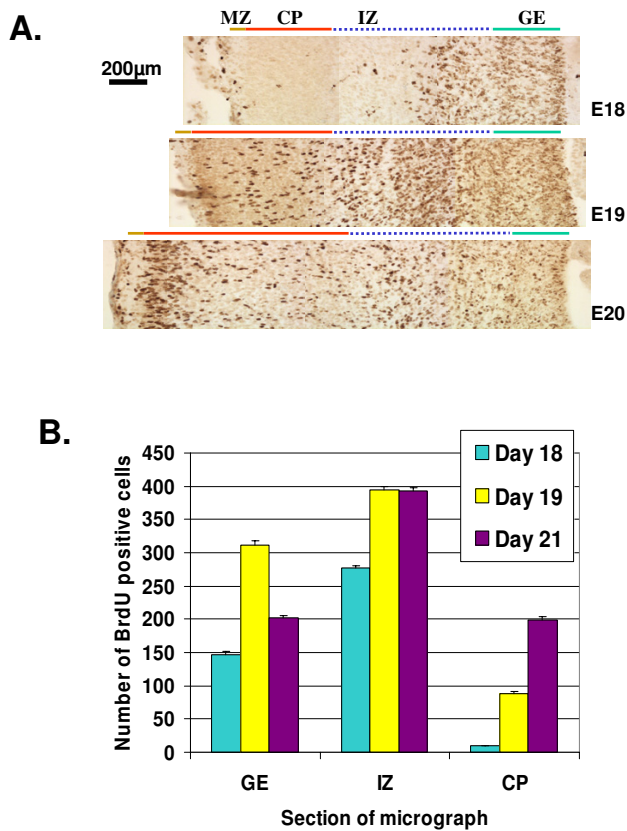 A.
MZ CP IZ GE
200µm
E18
E19
E20
B.
Number of BrdU positive cells
450
400
350
300
250
200
150
100
50
0
Day 18
Day 19
Day 21
GE IZ CP
Section of micrograph